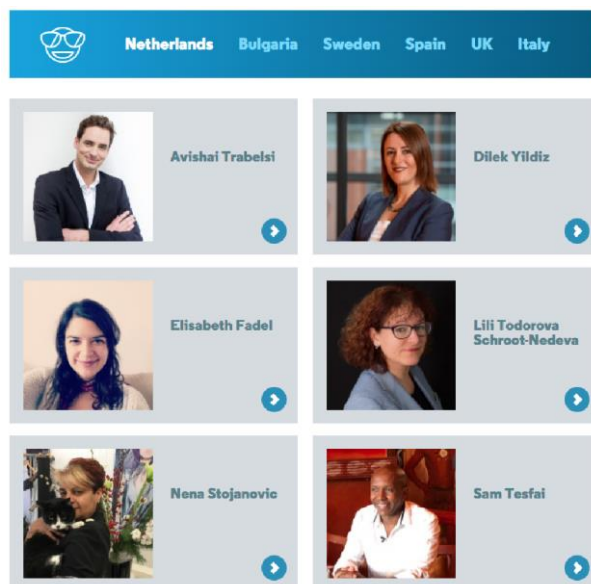 Netherlands Bulgaria Sweden Spain UK Italy
Avishai Trabelsi
Dilek Yildiz
Elisabeth Fadel
Lili Todorova
Schroot-Nedeva
Nena Stojanovic
Sam Tesfai